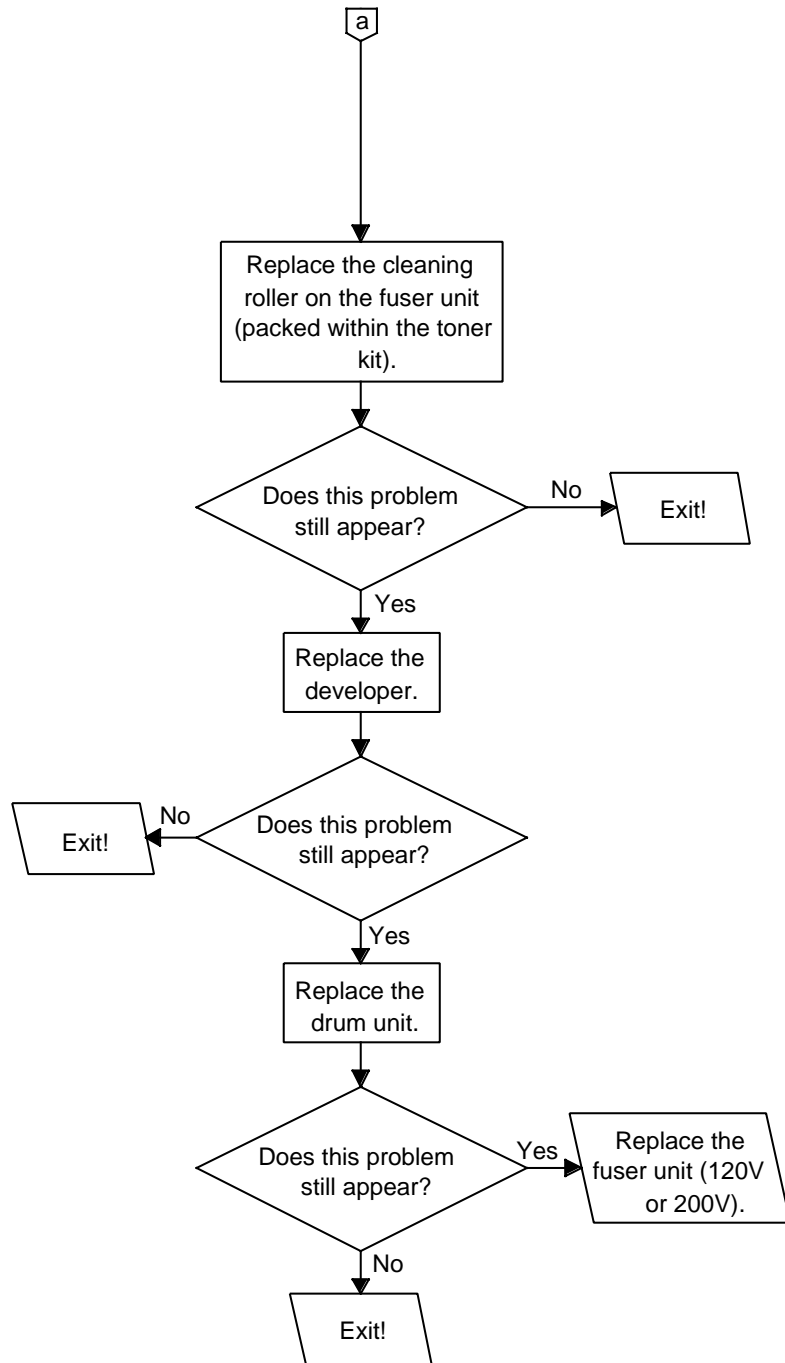 a
Replace the cleaning
roller on the fuser unit
(packed within the toner
kit).
Does this problem
still appear?
No
Exit!
Yes
Replace the
developer.
No
Exit!
Does this problem
still appear?
Yes
Replace the
drum unit.
Does this problem
still appear?
Yes
Replace the
fuser unit (120V
or 200V).
No
Exit!